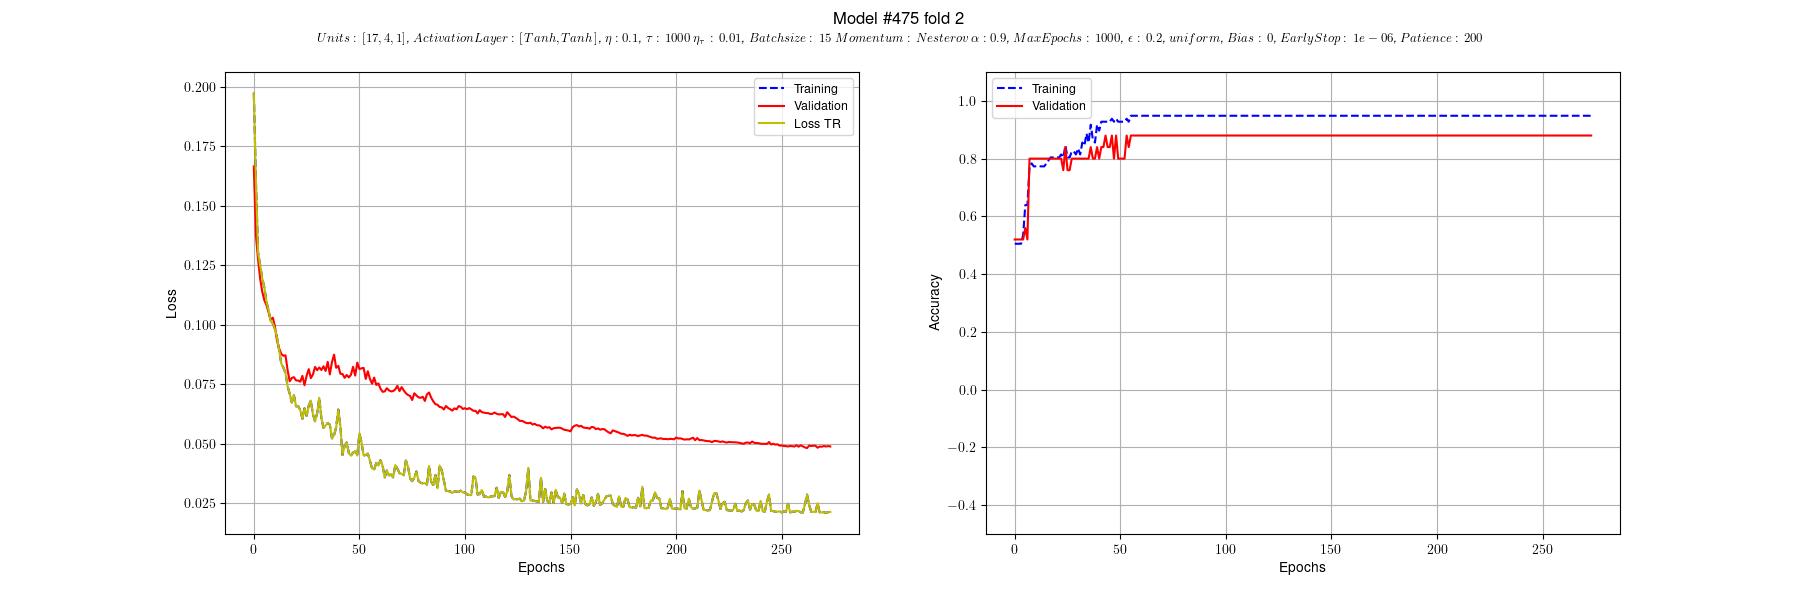 Model #475 fold 2
Units : [17, 4, 1], ActivationLayer : [Tanh, Tanh], η : 0.1, τ : 1000 ητ : 0.01, Batchsize : 15 Momentum : Nesterov α : 0.9, MaxEpochs : 1000, ϵ : 0.2, uniform, Bias : 0, EarlyStop : 1e − 06, Patience : 200
0.200
0.175
0.150
0.125
0.100
0.075
0.050
0.025
Loss
Training
Validation
Loss TR
0
50
100
150
200
250
Epochs
1.0
0.8
0.6
0.4
0.2
0.0
−0.2
−0.4
Accuracy
Training
Validation
0
50
100
150
200
250
Epochs